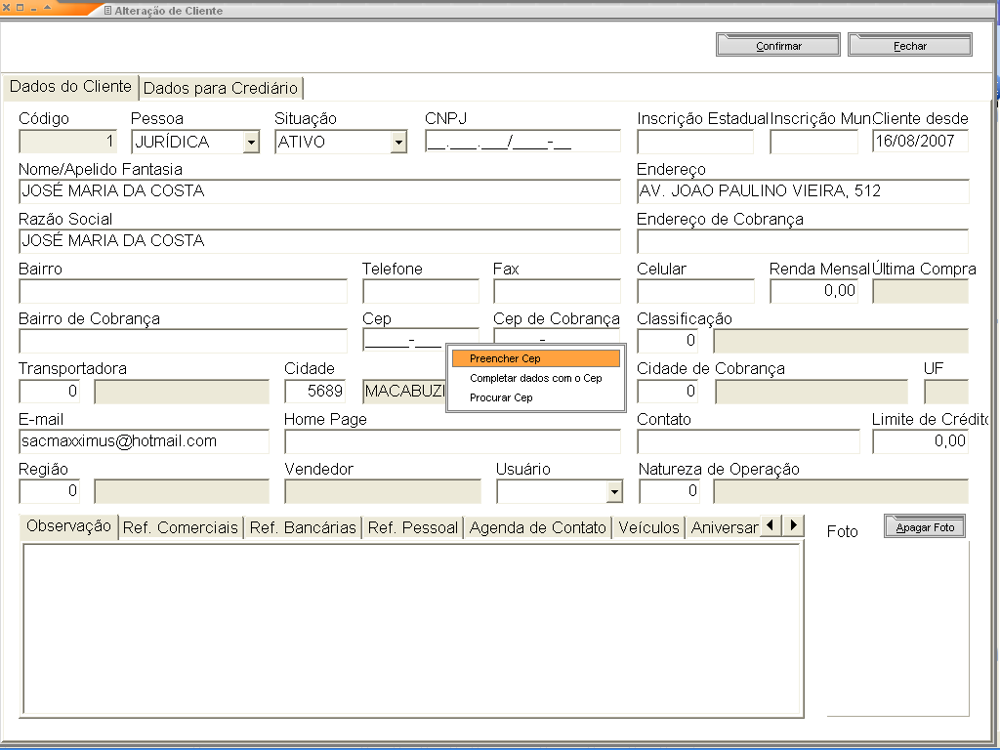 Alteração de Cliente
Confirmar Fechar
Dados do Cliente Dados para Crediário
Código Pessoa Situação CNPJ Inscrição Estadual Inscrição Mun Cliente desde
1 JURÍDICA ATIVO __.___.___/____-__ 16/08/2007
Nome/Apelido Fantasia Endereço
JOSÉ MARIA DA COSTA AV. JOAO PAULINO VIEIRA, 512
Razão Social Endereço de Cobrança
JOSÉ MARIA DA COSTA
Bairro Telefone Fax Celular Renda Mensal Última Compra
0,00
Bairro de Cobrança Cep Cep de Cobrança Classificação
_____-___ _____-___ 0
Preencher Cep
Completar dados com o Cep
Procurar Cep
Transportadora Cidade Cidade de Cobrança UF
0 5689 MACABUZI 0
E-mail Home Page Contato Limite de Crédito
sacmaxximus@hotmail.com 0,00
Região Vendedor Usuário Natureza de Operação
0 0
Observação Ref. Comerciais Ref. Bancárias Ref. Pessoal Agenda de Contato Veículos Aniversar
Foto Apagar Foto